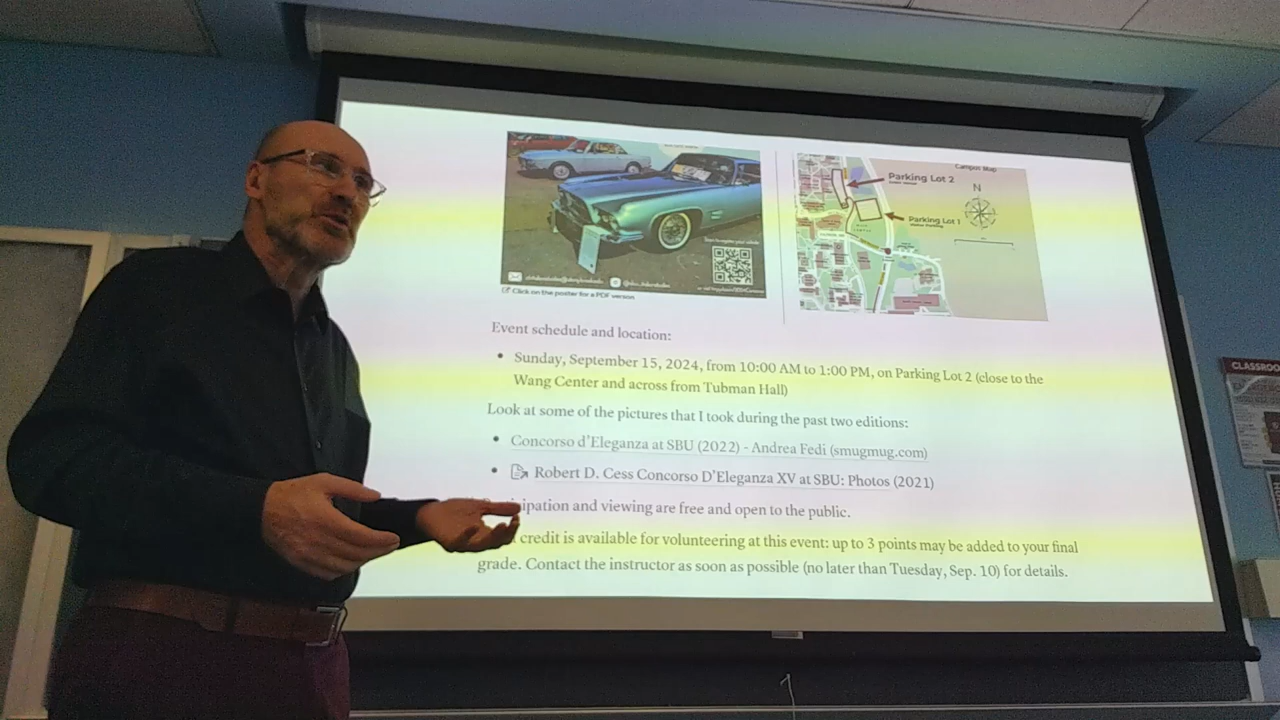 Campus Map
Parking Lot 2
N
Parking Lot 1
Click on the poster for a PDF version
Event schedule and location:
• Sunday, September 15, 2024, from 10:00 AM to 1:00 PM, on Parking Lot 2 (close to the
Wang Center and across from Tubman Hall)
Look at some of the pictures that I took during the past two editions:
• Concorso d'Eleganza at SBU (2022) - Andrea Fedi (smugmug.com)
• Robert D. Cess Concorso D'Eleganza XV at SBU: Photos (2021)
ipation and viewing are free and open to the public.
credit is available for volunteering at this event: up to 3 points may be added to your final
grade. Contact the instructor as soon as possible (no later than Tuesday, Sep. 10) for details.
CLASSROO